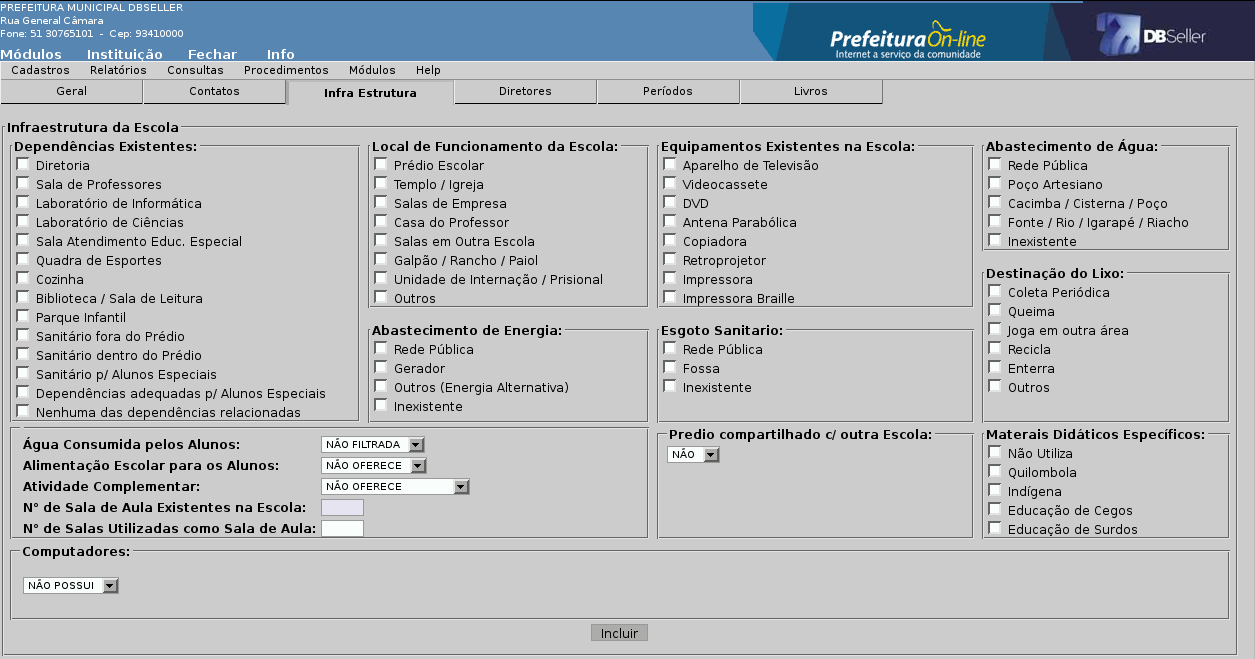 PREFEITURA MUNICIPAL DBSELLER
Rua General Câmara
Fone: 51 30765101 - Cep: 93410000
Módulos Instituição Fechar Info
PrefeituraOn-line
Internet a serviço da comunidade
DBSeller
Cadastros Relatórios Consultas Procedimentos Módulos Help
Geral Contatos Infra Estrutura Diretores Períodos Livros
Infraestrutura da Escola
Dependências Existentes:
Diretoria
Sala de Professores
Laboratório de Informática
Laboratório de Ciências
Sala Atendimento Educ. Especial
Quadra de Esportes
Cozinha
Biblioteca / Sala de Leitura
Parque Infantil
Sanitário fora do Prédio
Sanitário dentro do Prédio
Sanitário p/ Alunos Especiais
Dependências adequadas p/ Alunos Especiais
Nenhuma das dependências relacionadas
Local de Funcionamento da Escola:
Prédio Escolar
Templo / Igreja
Salas de Empresa
Casa do Professor
Salas em Outra Escola
Galpão / Rancho / Paiol
Unidade de Internação / Prisional
Outros
Abastecimento de Energia:
Rede Pública
Gerador
Outros (Energia Alternativa)
Inexistente
Equipamentos Existentes na Escola:
Aparelho de Televisão
Videocassete
DVD
Antena Parabólica
Copiadora
Retroprojetor
Impressora
Impressora Braille
Esgoto Sanitario:
Rede Pública
Fossa
Inexistente
Abastecimento de Água:
Rede Pública
Poço Artesiano
Cacimba / Cisterna / Poço
Fonte / Rio / Igarapé / Riacho
Inexistente
Destinação do Lixo:
Coleta Periódica
Queima
Joga em outra área
Recicla
Enterra
Outros
Água Consumida pelos Alunos: NÃO FILTRADA
Alimentação Escolar para os Alunos: NÃO OFERECE
Atividade Complementar: NÃO OFERECE
N° de Sala de Aula Existentes na Escola:
N° de Salas Utilizadas como Sala de Aula:
Predio compartilhado c/ outra Escola:
NÃO
Materais Didáticos Específicos:
Não Utiliza
Quilombola
Indígena
Educação de Cegos
Educação de Surdos
Computadores:
NÃO POSSUI
Incluir